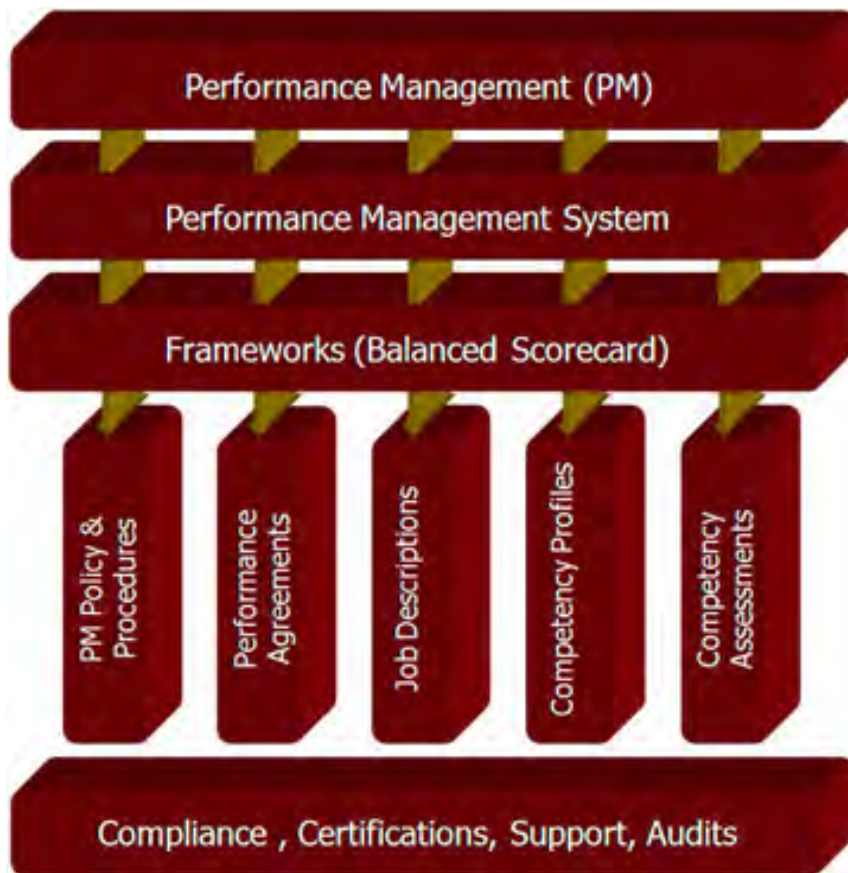 Performance Management (PM)
Performance Management System
Frameworks (Balanced Scorecard)
PM Policy &
Procedures
Performance
Agreements
Job Descriptions
Competency Profiles
Competency
Assessments
Compliance , Certifications, Support, Audits